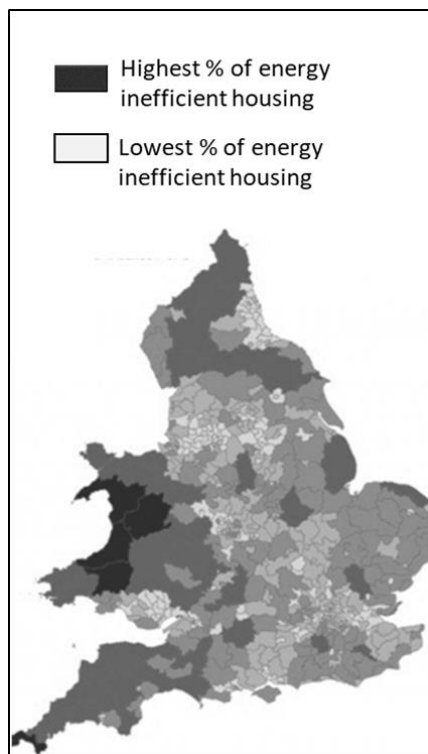 Highest % of energy
inefficient housing
Lowest % of energy
inefficient housing